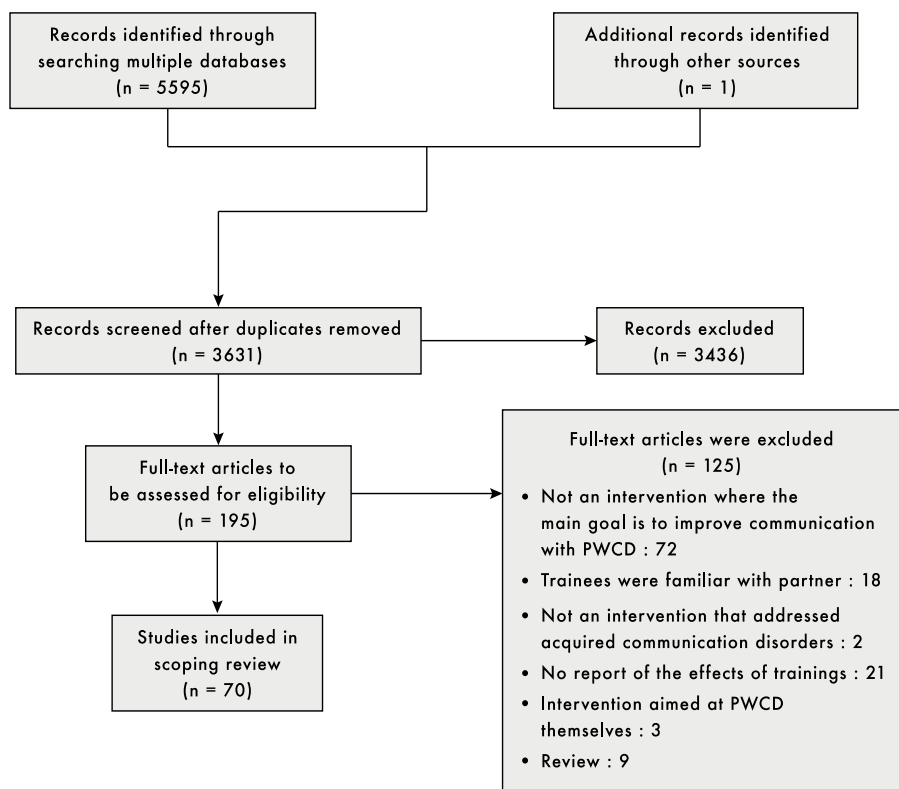 Records identified through
searching multiple databases
(n = 5595)
Additional records identified
through other sources
(n = 1)
Records screened after duplicates removed
(n = 3631)
Records excluded
(n = 3436)
Full-text articles to
be assessed for eligibility
(n = 195)
Full-text articles were excluded
(n = 125)
• Not an intervention where the
main goal is to improve communication
with PWCD : 72
• Trainees were familiar with partner : 18
• Not an intervention that addressed
acquired communication disorders : 2
• No report of the effects of trainings : 21
• Intervention aimed at PWCD
themselves : 3
• Review : 9
Studies included in
scoping review
(n = 70)